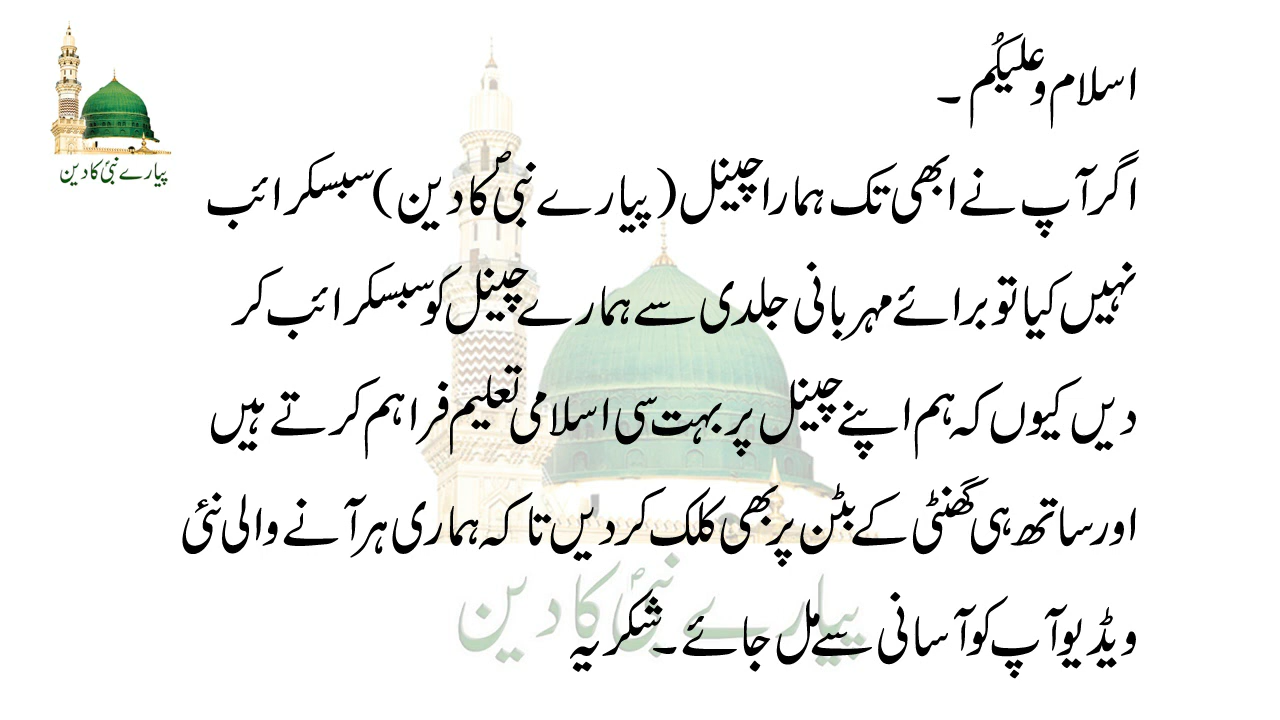 پیارے نبیؐ کا دین
اسلام و علیکُم ۔
اگر آپ نے ابھی تک ہمارا چینل ( پیارے نبیؐ کا دین ) سبسکرائب
نہیں کیا تو برائے مہربانی جلدی سے ہمارے چینل کو سبسکرائب کر
دیں کیوں کہ ہم اپنے چینل پر بہت سی اسلامی تعلیم فراہم کرتے ہیں
اور ساتھ ہی گھنٹی کے بٹن پر بھی کلک کر دیں تا کہ ہماری ہر آنے والی نئی
ویڈیو آپ کو آسانی سے مل جائے ۔ شکریہ
پیارے نبیؐ کا دین